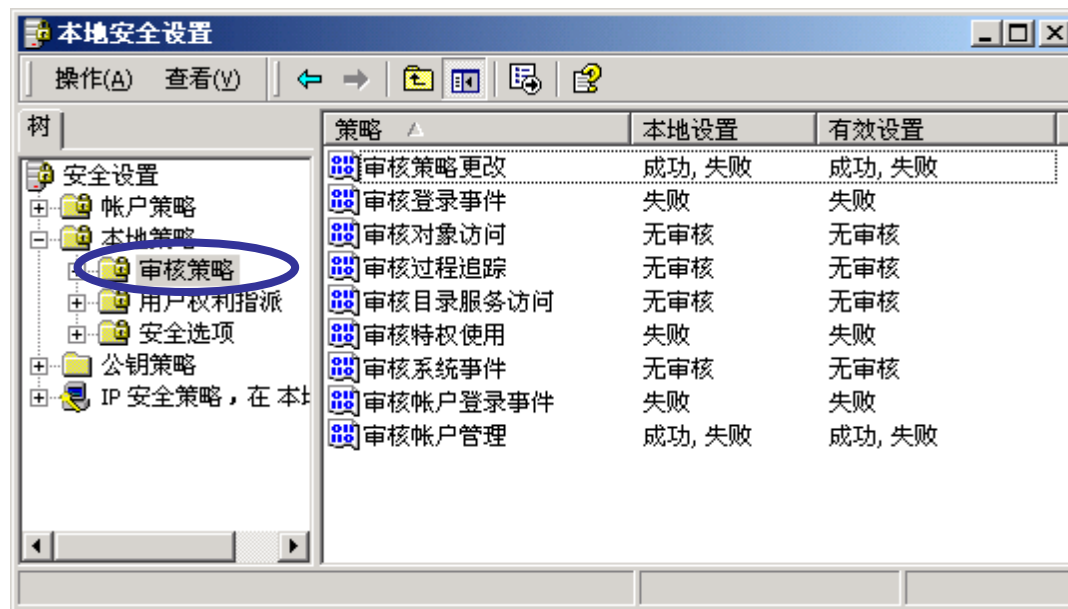 本地安全设置
操作(A) 查看(V)
树
策略 本地设置 有效设置
安全设置
帐户策略
本地策略
审核策略
用户权利指派
安全选项
公钥策略
IP 安全策略，在 本
审核策略更改 成功, 失败 成功, 失败
审核登录事件 失败 失败
审核对象访问 无审核 无审核
审核过程追踪 无审核 无审核
审核目录服务访问 无审核 无审核
审核特权使用 失败 失败
审核系统事件 无审核 无审核
审核帐户登录事件 失败 失败
审核帐户管理 成功, 失败 成功, 失败